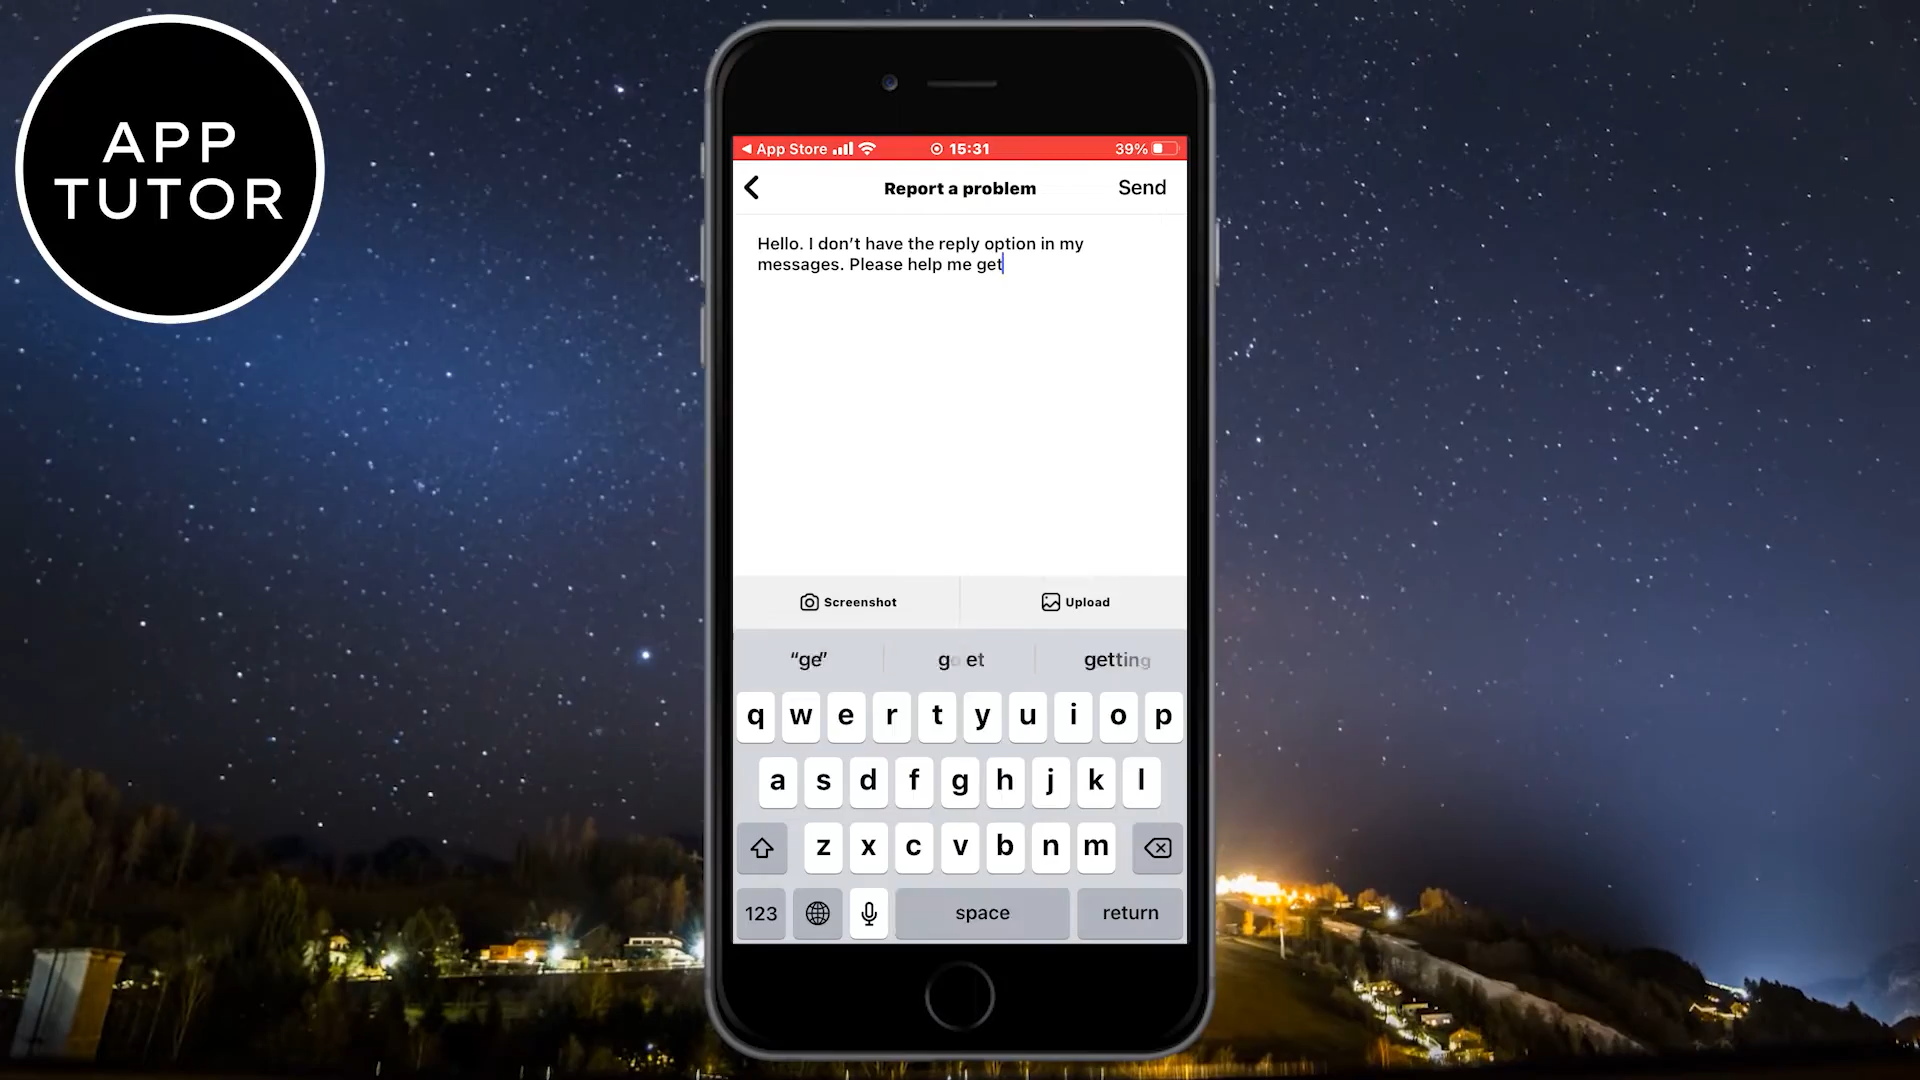 APP
TUTOR
App Store
15:31
39%
Report a problem
Send
Hello. I don’t have the reply option in my
messages. Please help me get
Screenshot
Upload
getting
q w e r t y u i o p
a s d f g h j k l
z x c v b n m
123
space
return